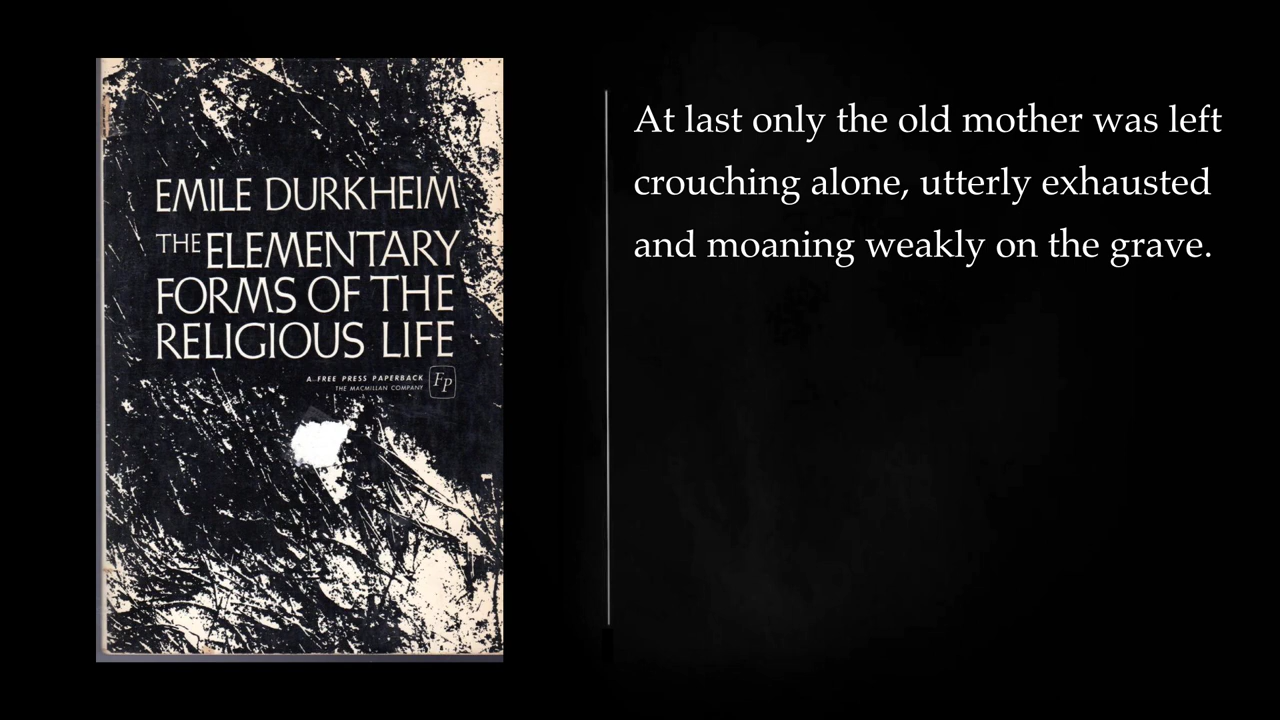 EMILE DURKHEIM
THE ELEMENTARY
FORMS OF THE
RELIGIOUS LIFE
A FREE PRESS PAPERBACK
THE MACMILLAN COMPANY
FP
At last only the old mother was left
crouching alone, utterly exhausted
and moaning weakly on the grave.